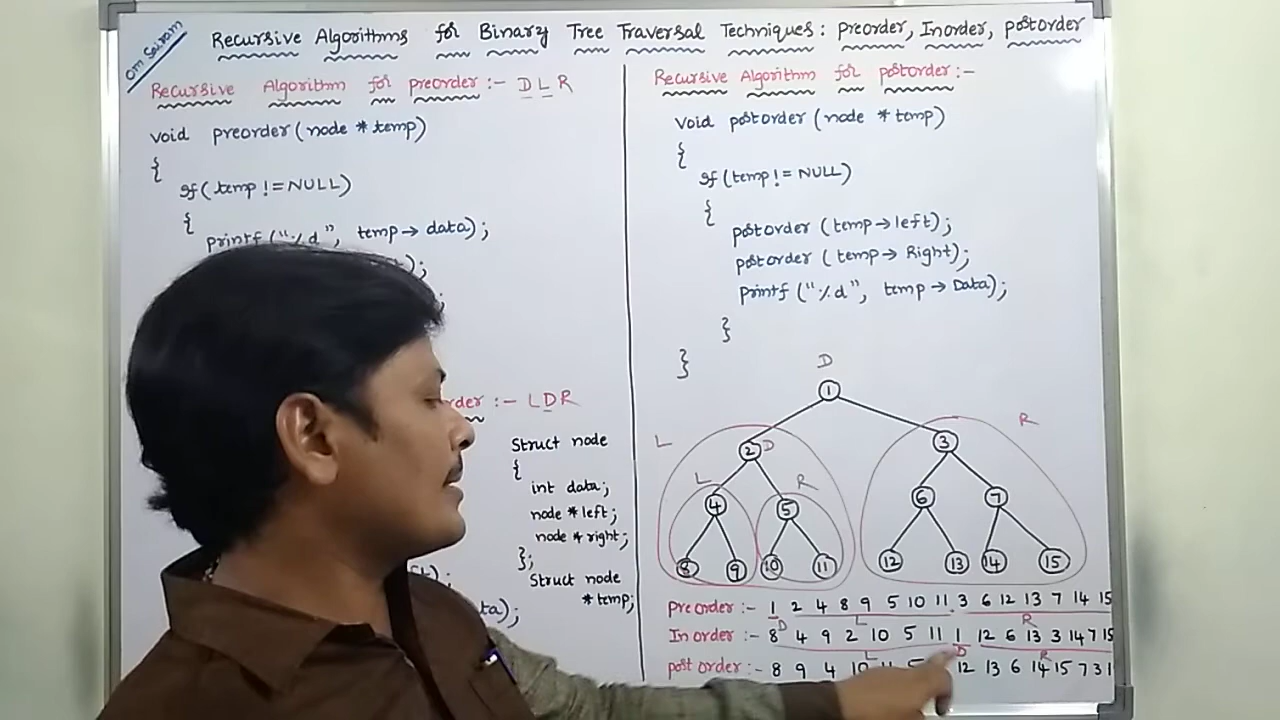 Om Sairam
Recursive Algorithms for Binary Tree Traversal Techniques: preorder, Inorder, postorder
Recursive Algorithm for preorder :- DLR
void preorder (node * temp)
{
if (temp != NULL)
{
printf ("%d", temp → data);
);
;
rder :- LDR
Struct node
{
int data;
node * left;
node * right;
};
Struct node
* temp;
ft);
ta);
Recursive Algorithm for postorder :-
void postorder (node * temp)
{
if (temp != NULL)
{
postorder (temp → left);
postorder (temp → Right);
printf ("%d", temp → Data);
}
}
D
1
L R
2 D 3
L R
4 5 6 7
8 9 10 11 12 13 14 15
Pre order :- 1 2 4 8 9 5 10 11 3 6 12 13 7 14 15
D L R
In order :- 8 4 9 2 10 5 11 1 12 6 13 3 14 7 15
L D R
post order :- 8 9 4 10 11 5 12 13 6 14 15 7 3 1